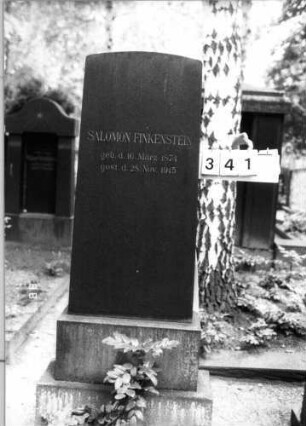 SALOMON FINKENSTEIN
geb. d. 10. März 1874
gest. d. 28. Nov. 1915
341